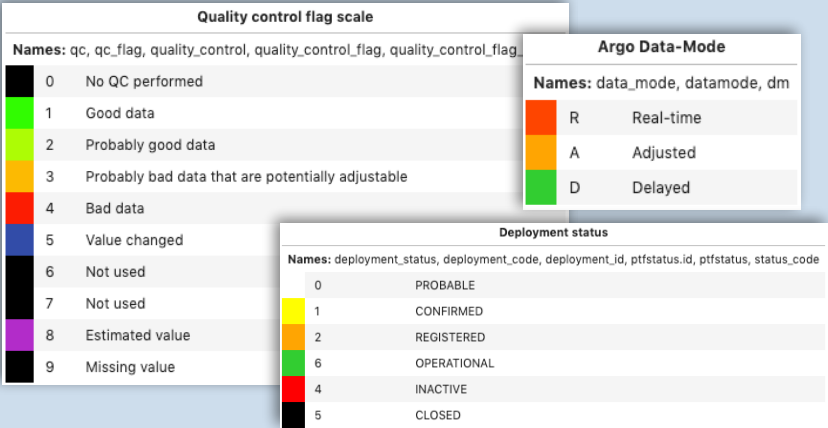 Quality control flag scale
Names: qc, qc_flag, quality_control, quality_control_flag, quality_control_flag_
0 No QC performed
1 Good data
2 Probably good data
3 Probably bad data that are potentially adjustable
4 Bad data
5 Value changed
6 Not used
7 Not used
8 Estimated value
9 Missing value
Argo Data-Mode
Names: data_mode, datamode, dm
R Real-time
A Adjusted
D Delayed
Deployment status
Names: deployment_status, deployment_code, deployment_id, ptfstatus.id, ptfstatus, status_code
0 PROBABLE
1 CONFIRMED
2 REGISTERED
6 OPERATIONAL
4 INACTIVE
5 CLOSED